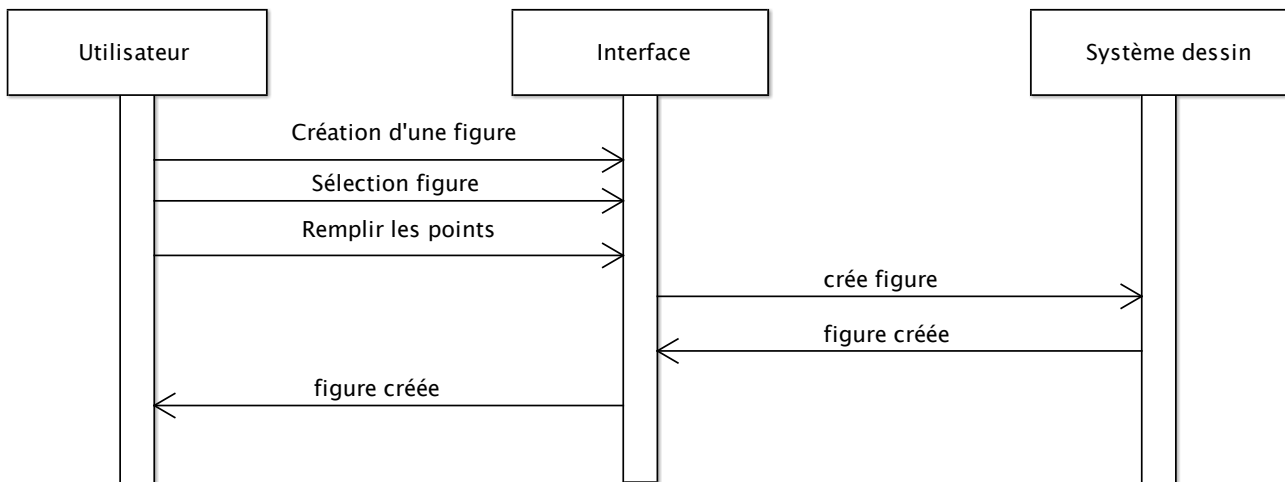 Utilisateur
Interface
Système dessin
Création d'une figure
Sélection figure
Remplir les points
crée figure
figure créée
figure créée